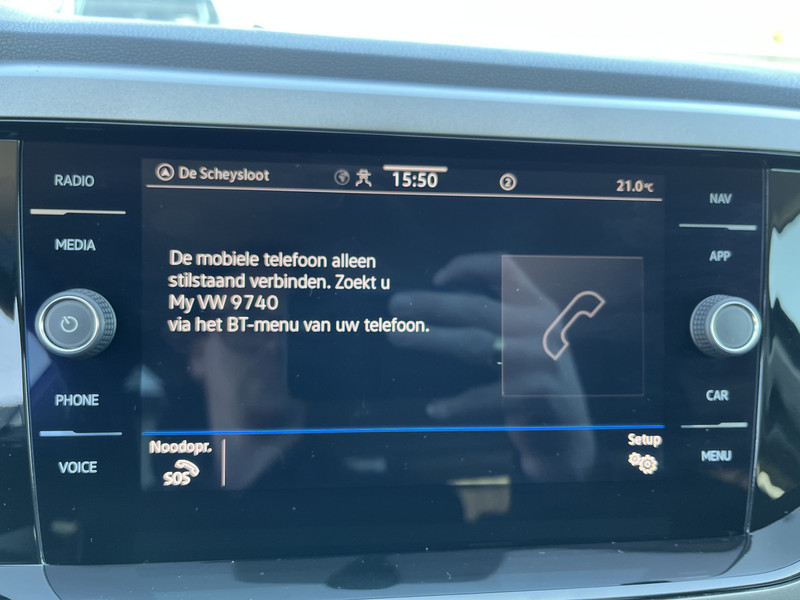 RADIO
MEDIA
PHONE
VOICE
De Scheysloot
15:50
2
21.0°C
De mobiele telefoon alleen
stilstaand verbinden. Zoekt u
My VW 9740
via het BT-menu van uw telefoon.
Noodopr.
SOS
Setup
NAV
APP
CAR
MENU